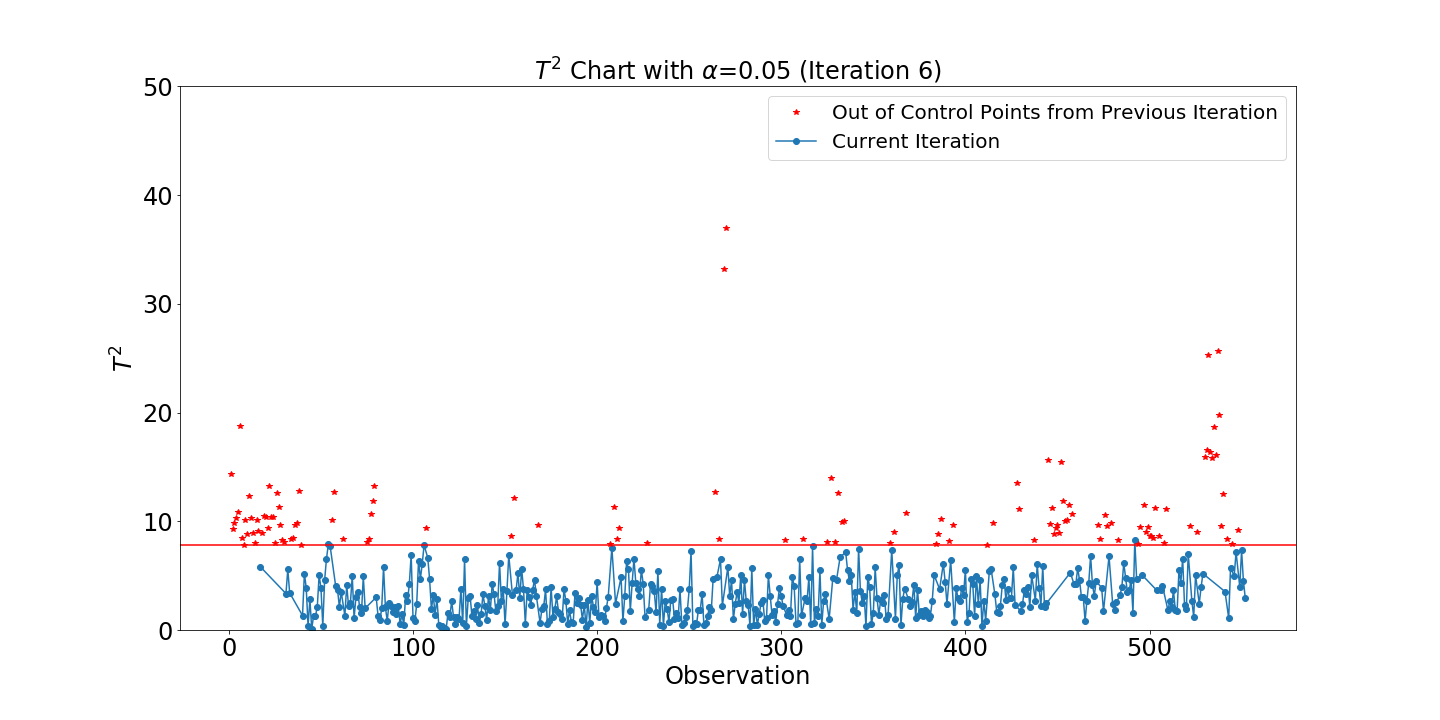 T² Chart with α=0.05 (Iteration 6)
Out of Control Points from Previous Iteration
Current Iteration
50
40
30
20
10
0
T²
0 100 200 300 400 500
Observation